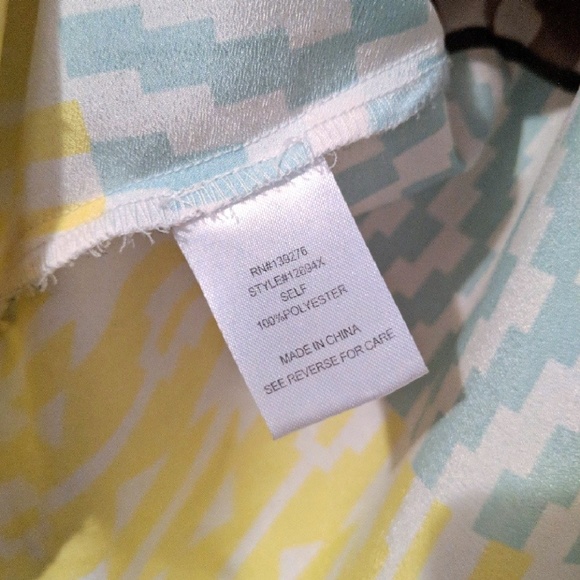 RN#139276
STYLE#12694X
SELF
100%POLYESTER
MADE IN CHINA
SEE REVERSE FOR CARE